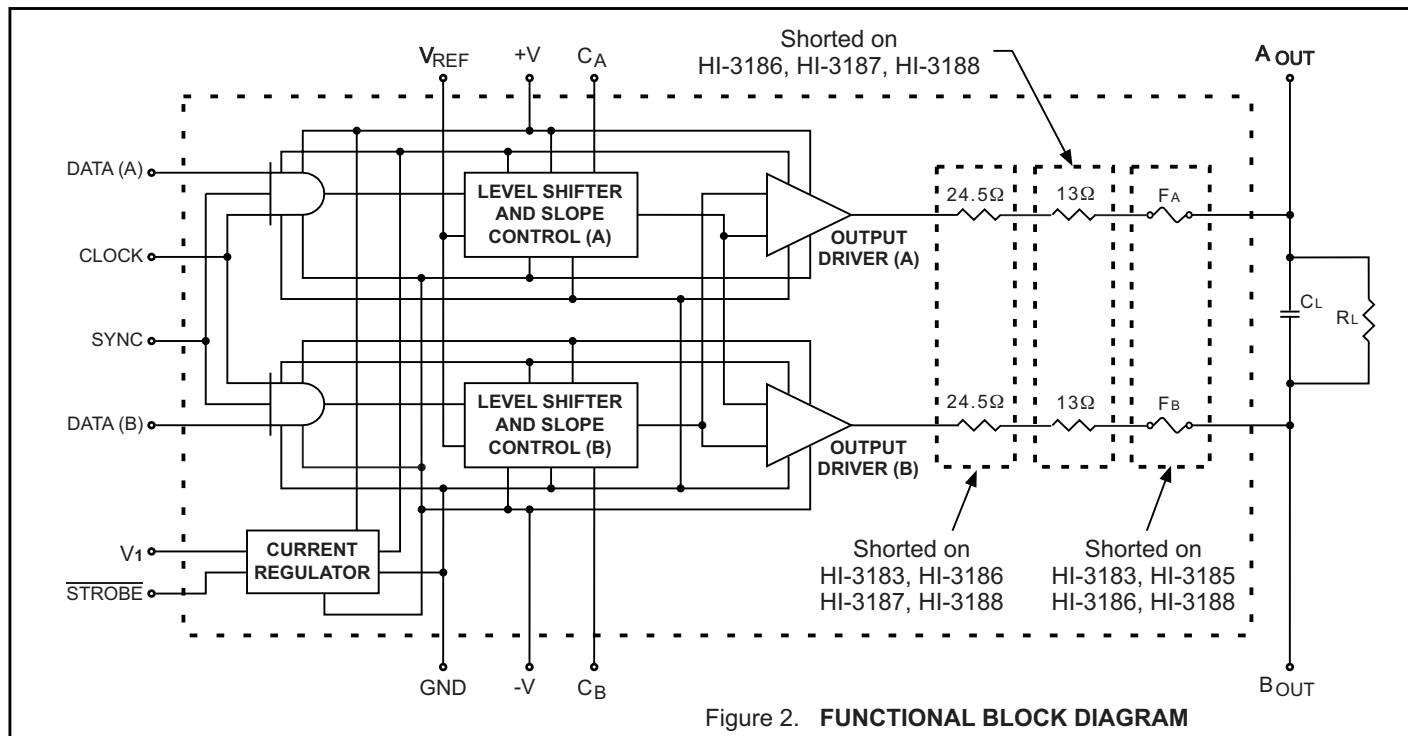 Shorted on
HI-3186, HI-3187, HI-3188
VREF
+V
CA
A OUT
DATA (A)
CLOCK
SYNC
DATA (B)
V1
STROBE
LEVEL SHIFTER
AND SLOPE
CONTROL (A)
OUTPUT
DRIVER (A)
24.5Ω
13Ω
FA
CL
RL
LEVEL SHIFTER
AND SLOPE
CONTROL (B)
OUTPUT
DRIVER (B)
24.5Ω
13Ω
FB
CURRENT
REGULATOR
Shorted on
HI-3183, HI-3186
HI-3187, HI-3188
Shorted on
HI-3183, HI-3185
HI-3186, HI-3188
GND
-V
CB
BOUT
Figure 2. FUNCTIONAL BLOCK DIAGRAM